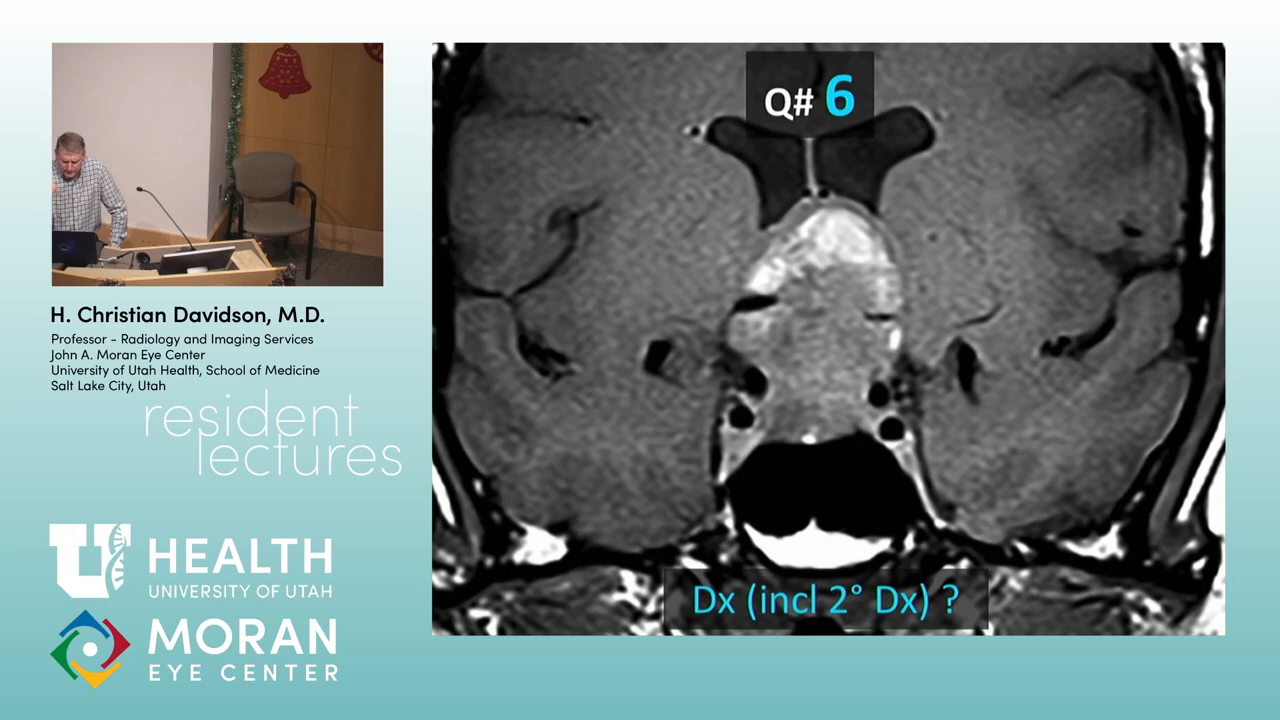 Q# 6
H. Christian Davidson, M.D.
Professor - Radiology and Imaging Services
John A. Moran Eye Center
University of Utah Health, School of Medicine
Salt Lake City, Utah
resident
lectures
U HEALTH
UNIVERSITY OF UTAH
MORAN
EYE CENTER
Dx (incl 2° Dx) ?